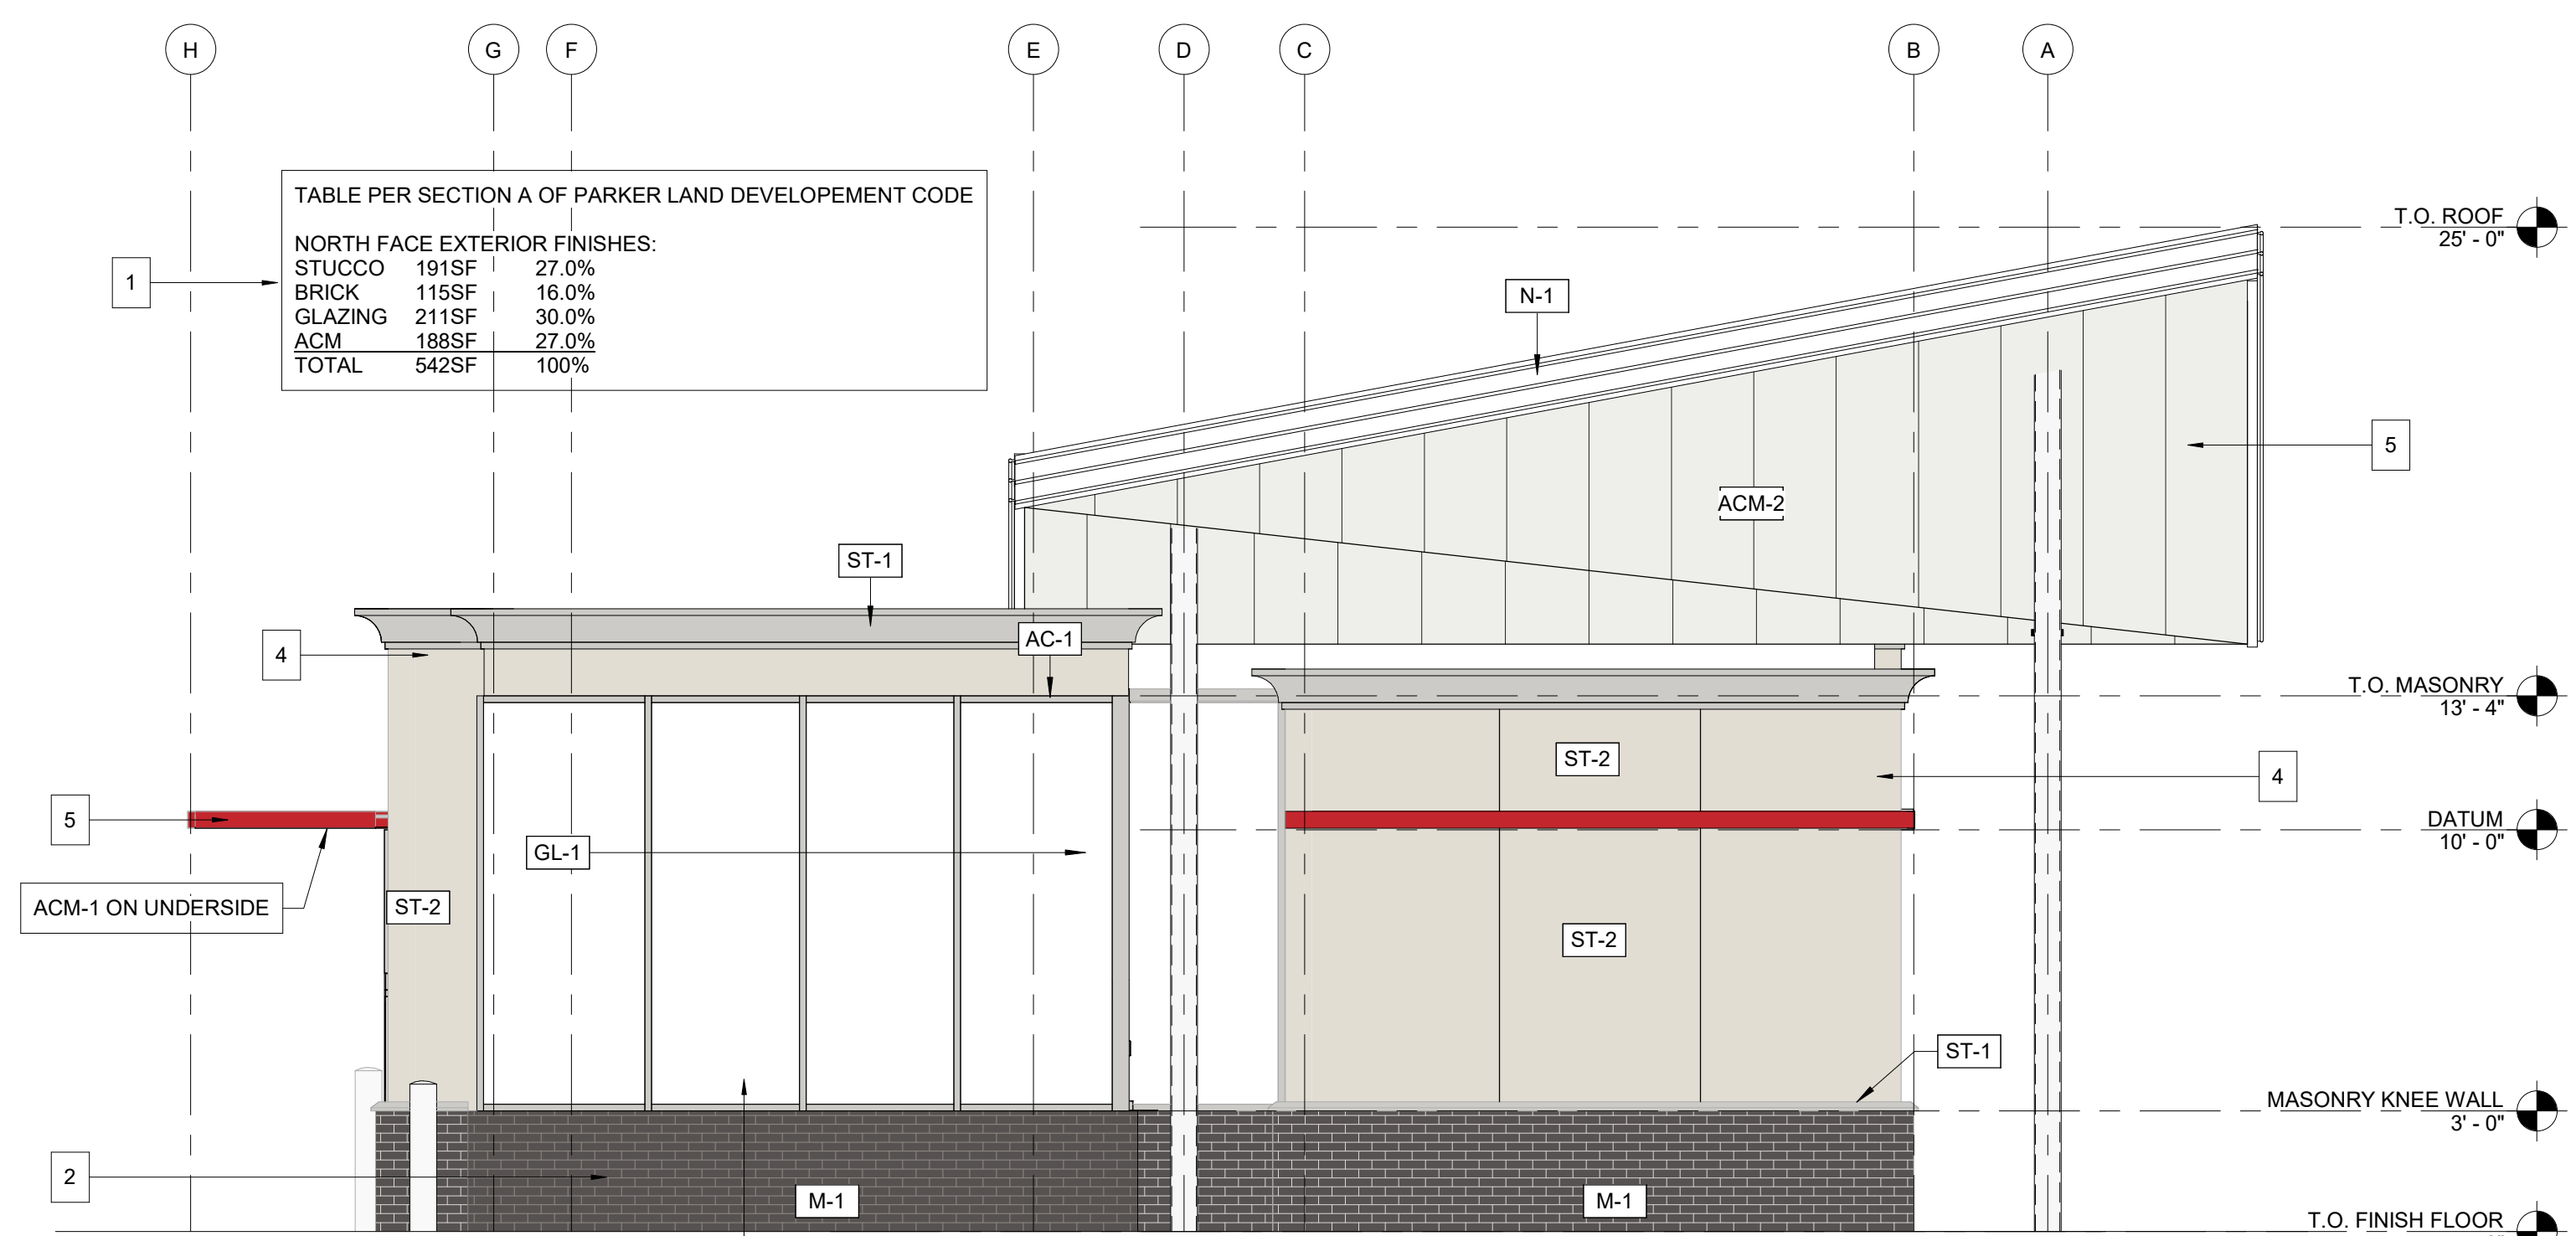 H G F E D C B A
TABLE PER SECTION A OF PARKER LAND DEVELOPEMENT CODE
NORTH FACE EXTERIOR FINISHES:
STUCCO 191SF 27.0%
BRICK 115SF 16.0%
GLAZING 211SF 30.0%
ACM 188SF 27.0%
TOTAL 542SF 100%
1
T.O. ROOF
25' - 0"
N-1
5
ACM-2
ST-1
AC-1
4
T.O. MASONRY
13' - 4"
ST-2
4
5
DATUM
10' - 0"
GL-1
ACM-1 ON UNDERSIDE
ST-2
ST-2
ST-1
MASONRY KNEE WALL
3' - 0"
2
M-1
M-1
T.O. FINISH FLOOR